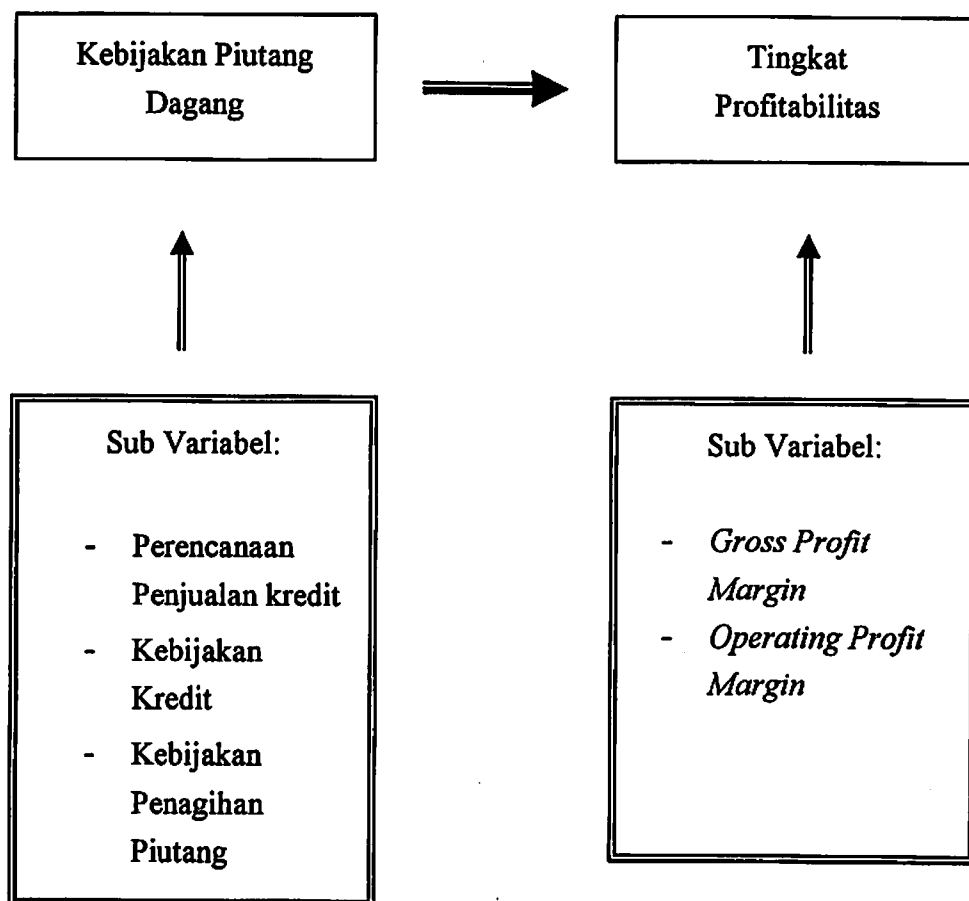 Kebijakan Piutang
Dagang
Tingkat
Profitabilitas
Sub Variabel:
- Perencanaan
Penjualan kredit
- Kebijakan
Kredit
- Kebijakan
Penagihan
Piutang
Sub Variabel:
- Gross Profit
Margin
- Operating Profit
Margin